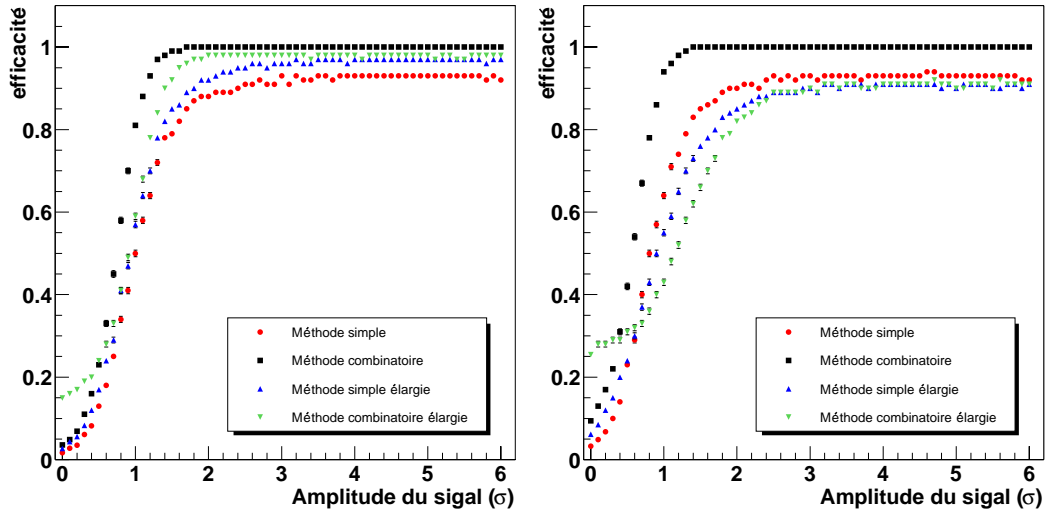 efficacité
1
0.8
0.6
0.4
0.2
0
0 1 2 3 4 5 6
Amplitude du sigal (σ)
Méthode simple
Méthode combinatoire
Méthode simple élargie
Méthode combinatoire élargie
efficacité
1
0.8
0.6
0.4
0.2
0
0 1 2 3 4 5 6
Amplitude du sigal (σ)
Méthode simple
Méthode combinatoire
Méthode simple élargie
Méthode combinatoire élargie